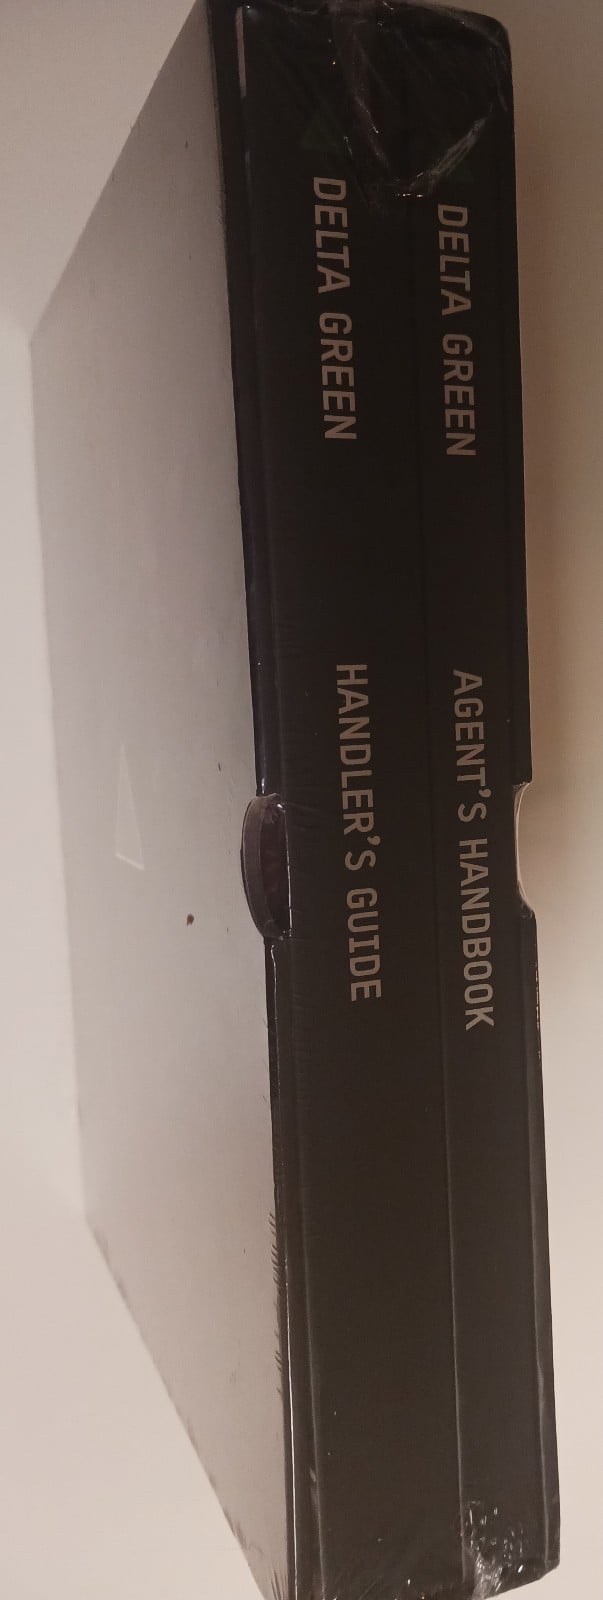 DELTA GREEN
HANDLER'S GUIDE
DELTA GREEN
AGENT'S HANDBOOK